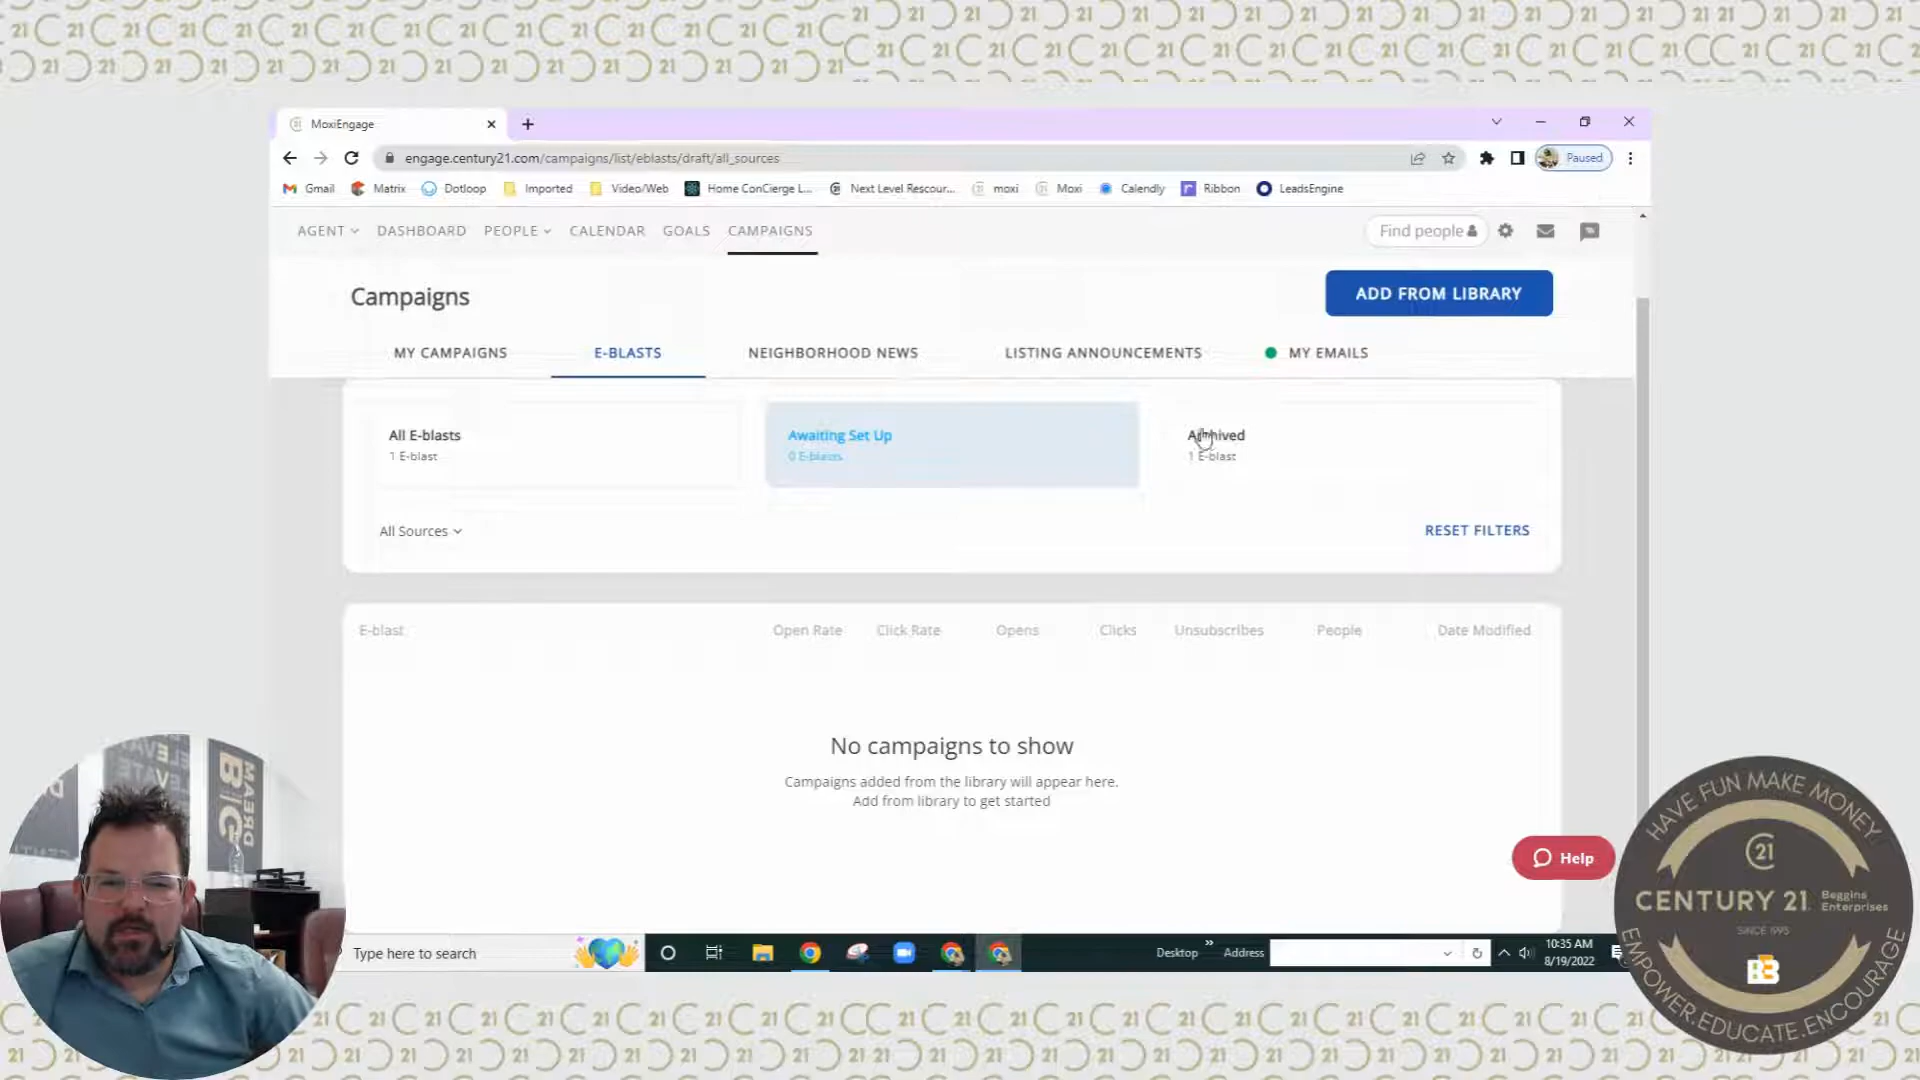 MoxiEngage
engage.century21.com/campaigns/list/eblasts/draft/all_sources
Paused
Gmail Matrix Dotloop Imported Video/Web Home ConCierge L... Next Level Rescour... moxi Moxi Calendly Ribbon LeadsEngine
AGENT DASHBOARD PEOPLE CALENDAR GOALS CAMPAIGNS
Find people
Campaigns
ADD FROM LIBRARY
MY CAMPAIGNS E-BLASTS NEIGHBORHOOD NEWS LISTING ANNOUNCEMENTS MY EMAILS
All E-blasts
1 E-blast
Awaiting Set Up
0 E-blasts
Archived
1 E-blast
All Sources
RESET FILTERS
E-blast Open Rate Click Rate Opens Clicks Unsubscribes People Date Modified
No campaigns to show
Campaigns added from the library will appear here.
Add from library to get started
Help
Type here to search
Desktop
Address
10:35 AM
8/19/2022
HAVE FUN MAKE MONEY
21
CENTURY 21
Beggins
Enterprises
SINCE 1995
EMPOWER.EDUCATE.ENCOURAGE
DREAM
BIG